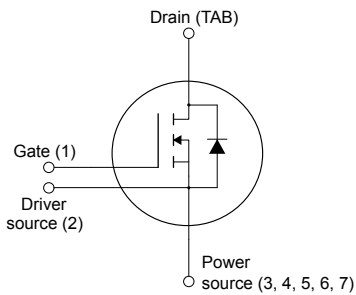 Drain (TAB)
Gate (1)
Driver
source (2)
Power
source (3, 4, 5, 6, 7)